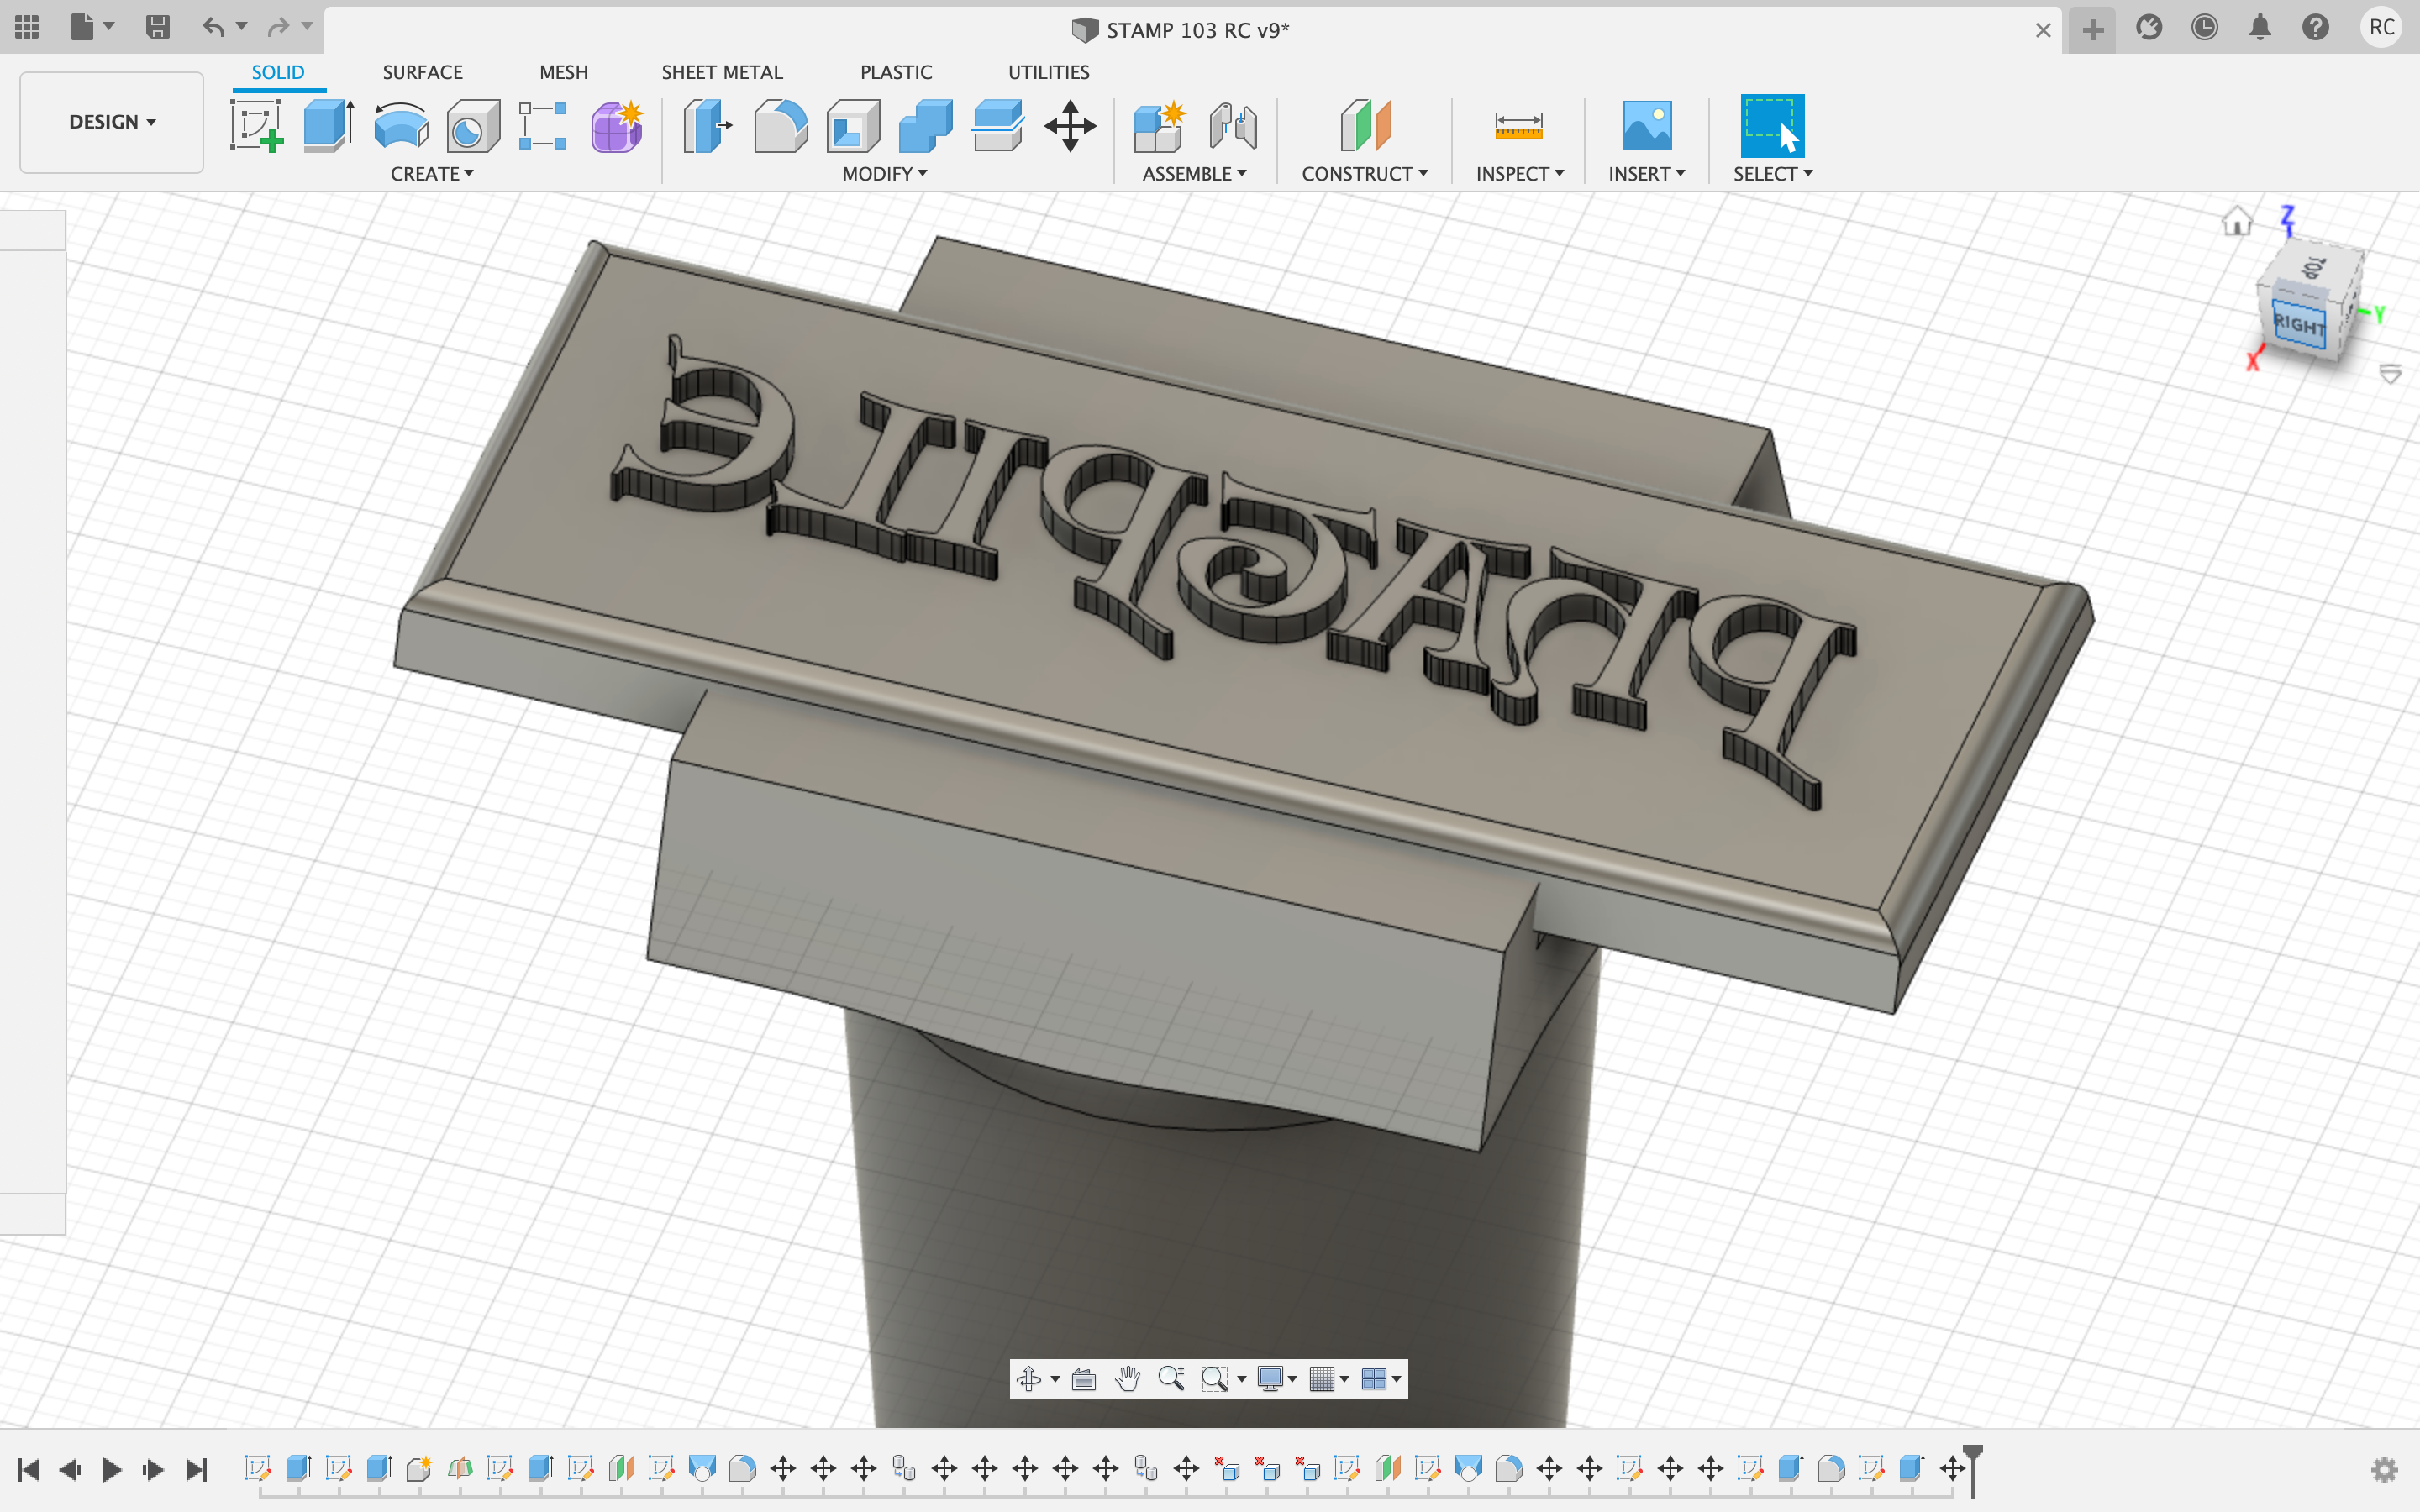 STAMP 103 RC v9*
RC
SOLID SURFACE MESH SHEET METAL PLASTIC UTILITIES
DESIGN
CREATE MODIFY ASSEMBLE CONSTRUCT INSPECT INSERT SELECT
Z
TOP
RIGHT
Y
X